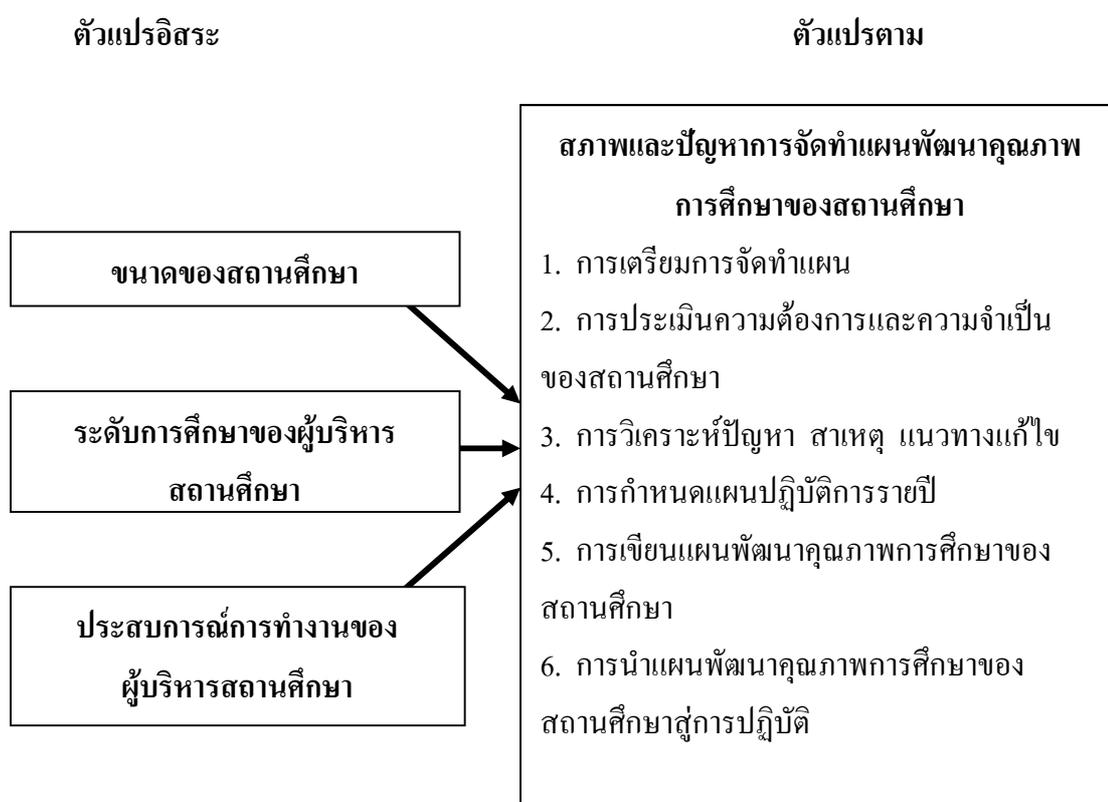 ตัวแปรอิสระ
ตัวแปรตาม
ขนาดของสถานศึกษา
ระดับการศึกษาของผู้บริหาร
สถานศึกษา
ประสบการณ์การทำงานของ
ผู้บริหารสถานศึกษา
สภาพและปัญหาการจัดทำแผนพัฒนาคุณภาพ
การศึกษาของสถานศึกษา
1. การเตรียมการจัดทำแผน
2. การประเมินความต้องการและความจำเป็น
ของสถานศึกษา
3. การวิเคราะห์ปัญหา สาเหตุ แนวทางแก้ไข
4. การกำหนดแผนปฏิบัติการรายปี
5. การเขียนแผนพัฒนาคุณภาพการศึกษาของ
สถานศึกษา
6. การนำแผนพัฒนาคุณภาพการศึกษาของ
สถานศึกษาสู่การปฏิบัติ